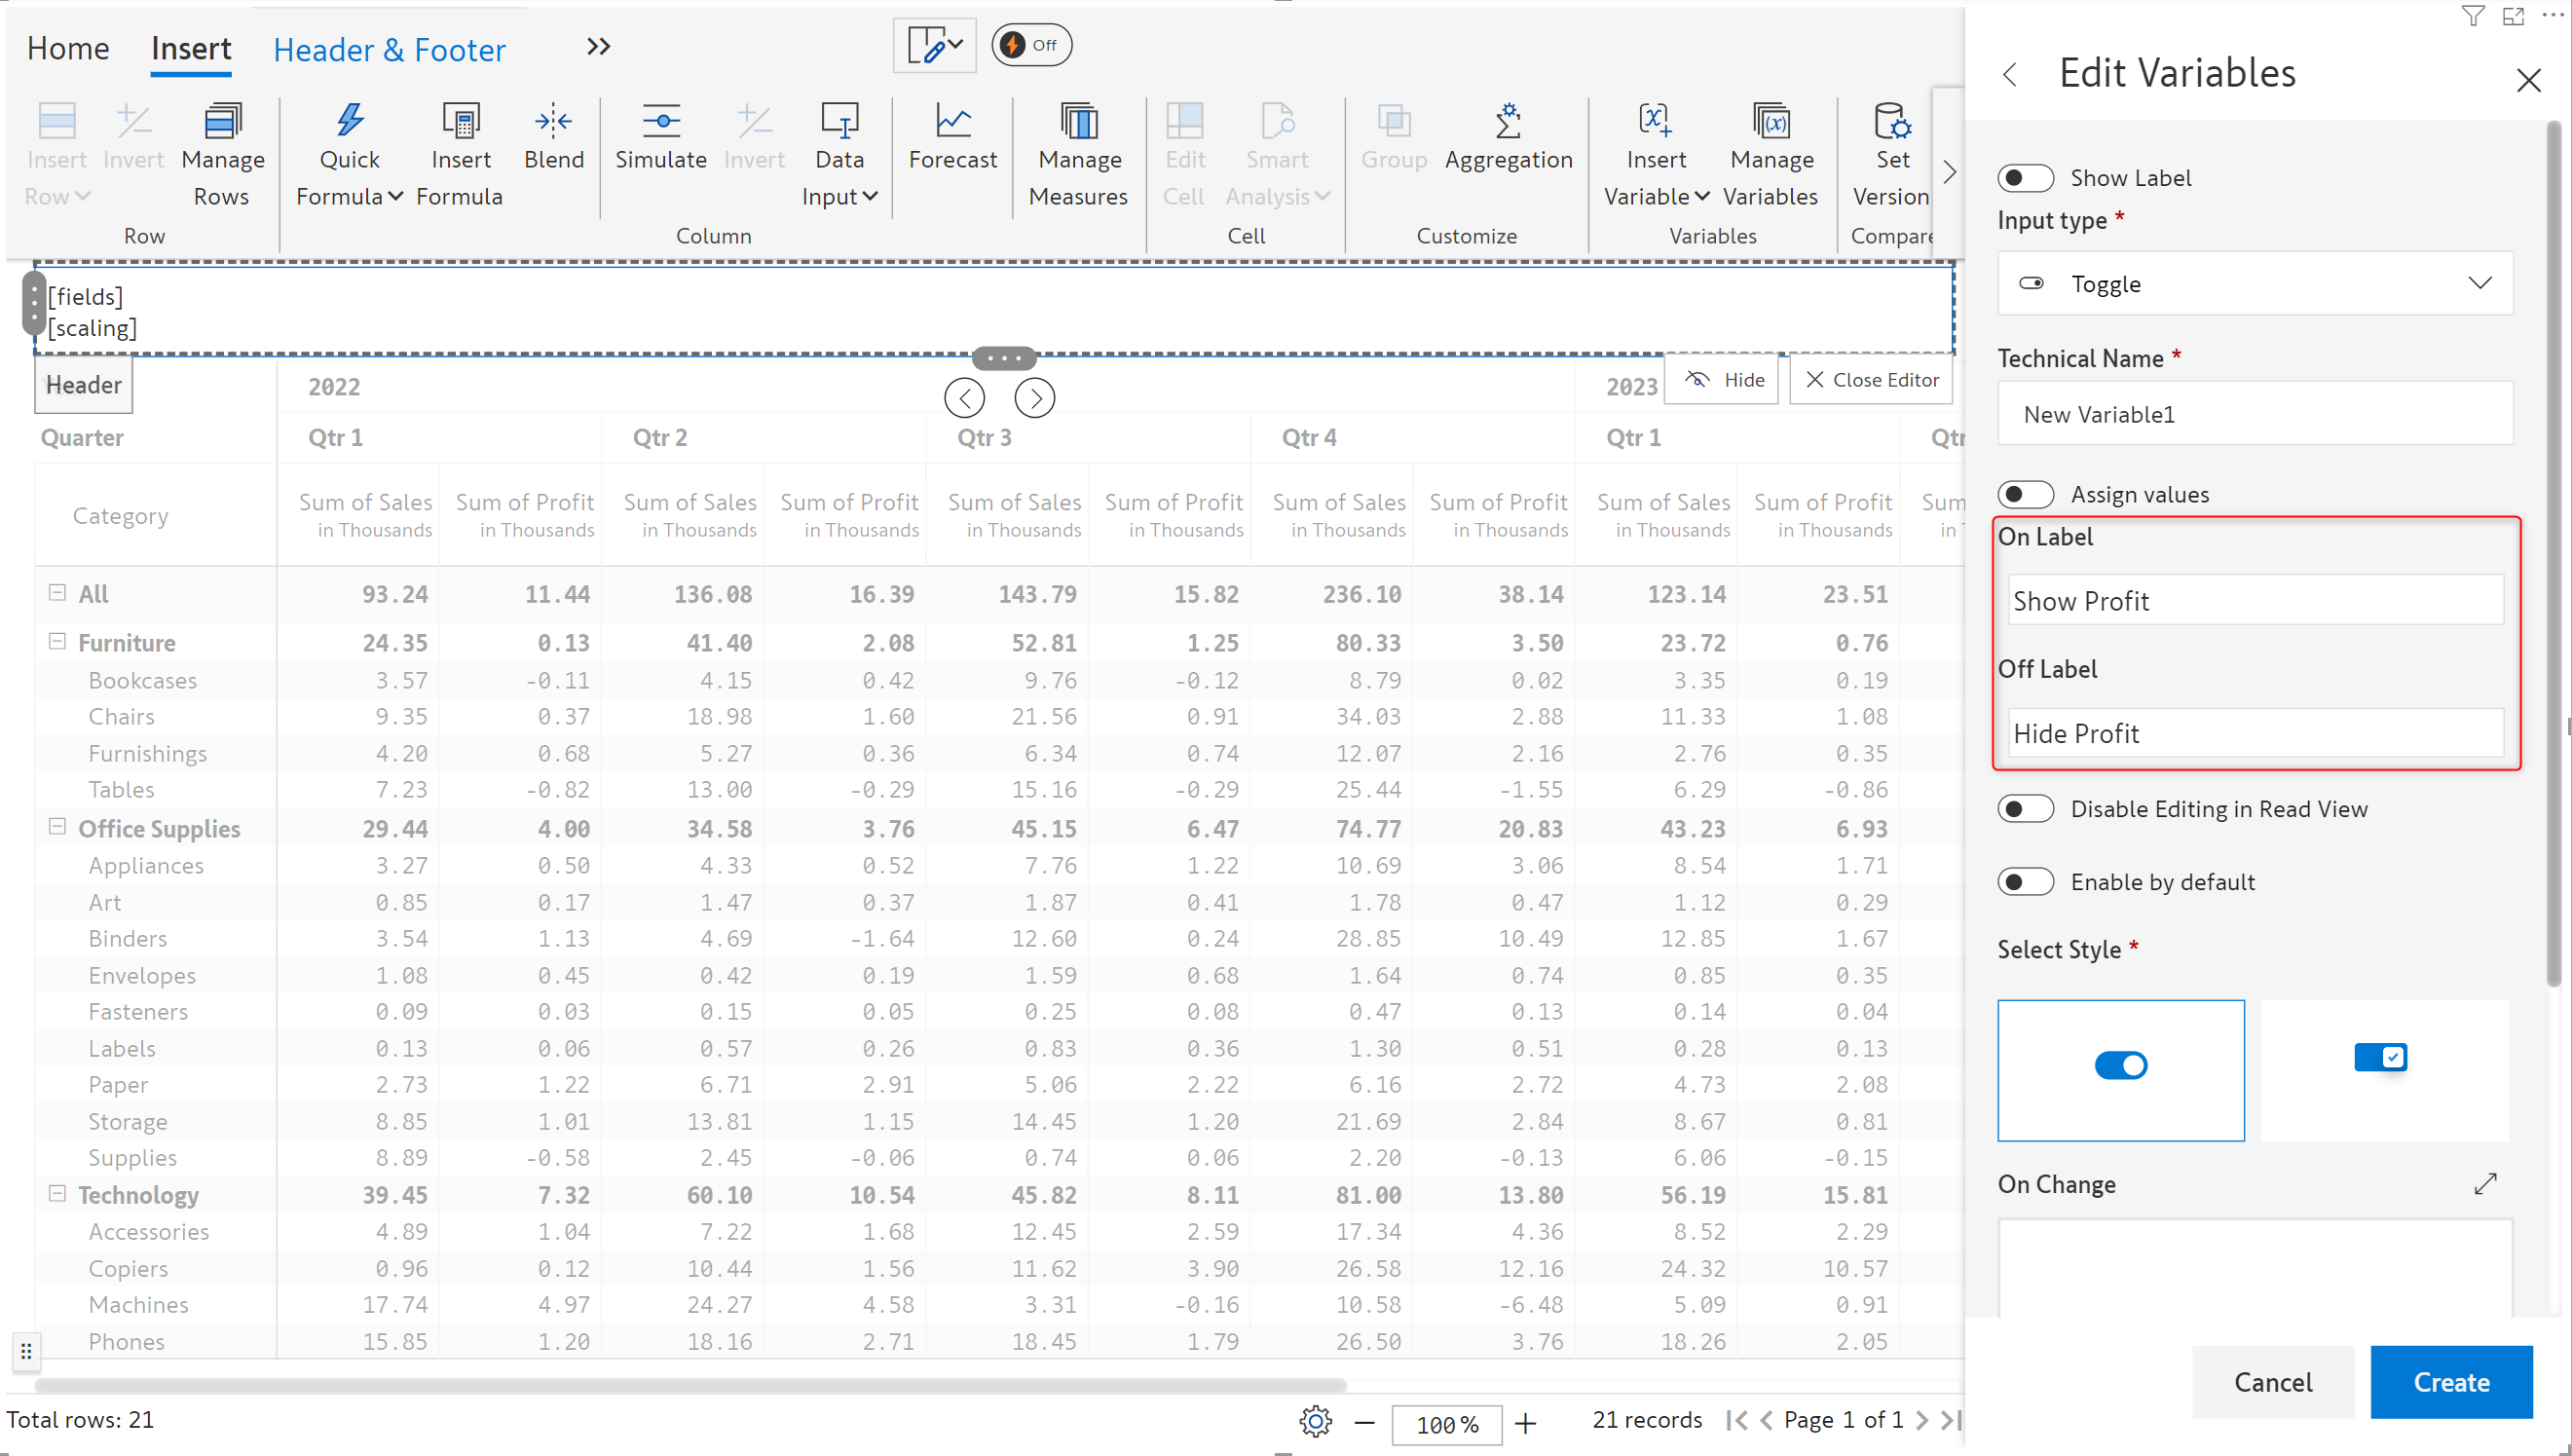 Home Insert Header & Footer Off
Insert Row Invert Manage Rows
Row
Quick Formula Insert Formula Blend Simulate Invert Data Input Forecast Manage Measures
Column
Edit Cell Smart Analysis
Cell
Group Aggregation
Customize
Insert Variable Manage Variables
Variables
Set Version
Compare
[fields]
[scaling]
Header 2022 2023 Hide Close Editor
Quarter Qtr 1 Qtr 2 Qtr 3 Qtr 4 Qtr 1 Qtr
Category Sum of Sales Sum of Profit Sum of Sales Sum of Profit Sum of Sales Sum of Profit Sum of Sales Sum of Profit Sum of Sales Sum of Profit Sum
in Thousands in Thousands in Thousands in Thousands in Thousands in Thousands in Thousands in Thousands in Thousands in Thousands in T
All 93.24 11.44 136.08 16.39 143.79 15.82 236.10 38.14 123.14 23.51
Furniture 24.35 0.13 41.40 2.08 52.81 1.25 80.33 3.50 23.72 0.76
Bookcases 3.57 -0.11 4.15 0.42 9.76 -0.12 8.79 0.02 3.35 0.19
Chairs 9.35 0.37 18.98 1.60 21.56 0.91 34.03 2.88 11.33 1.08
Furnishings 4.20 0.68 5.27 0.36 6.34 0.74 12.07 2.16 2.76 0.35
Tables 7.23 -0.82 13.00 -0.29 15.16 -0.29 25.44 -1.55 6.29 -0.86
Office Supplies 29.44 4.00 34.58 3.76 45.15 6.47 74.77 20.83 43.23 6.93
Appliances 3.27 0.50 4.33 0.52 7.76 1.22 10.69 3.06 8.54 1.71
Art 0.85 0.17 1.47 0.37 1.87 0.41 1.78 0.47 1.12 0.29
Binders 3.54 1.13 4.69 -1.64 12.60 0.24 28.85 10.49 12.85 1.67
Envelopes 1.08 0.45 0.42 0.19 1.59 0.68 1.64 0.74 0.85 0.35
Fasteners 0.09 0.03 0.15 0.05 0.25 0.08 0.47 0.13 0.14 0.04
Labels 0.13 0.06 0.57 0.26 0.83 0.36 1.30 0.51 0.28 0.13
Paper 2.73 1.22 6.71 2.91 5.06 2.22 6.16 2.72 4.73 2.08
Storage 8.85 1.01 13.81 1.15 14.45 1.20 21.69 2.84 8.67 0.81
Supplies 8.89 -0.58 2.45 -0.06 0.74 0.06 2.20 -0.13 6.06 -0.15
Technology 39.45 7.32 60.10 10.54 45.82 8.11 81.00 13.80 56.19 15.81
Accessories 4.89 1.04 7.22 1.68 12.45 2.59 17.34 4.36 8.52 2.29
Copiers 0.96 0.12 10.44 1.56 11.62 3.90 26.58 12.16 24.32 10.57
Machines 17.74 4.97 24.27 4.58 3.31 -0.16 10.58 -6.48 5.09 0.91
Phones 15.85 1.20 18.16 2.71 18.45 1.79 26.50 3.76 18.26 2.05
Total rows: 21 100 % 21 records Page 1 of 1
Edit Variables
Show Label
Input type *
Toggle
Technical Name *
New Variable1
Assign values
On Label
Show Profit
Off Label
Hide Profit
Disable Editing in Read View
Enable by default
Select Style *
On Change
Cancel Create